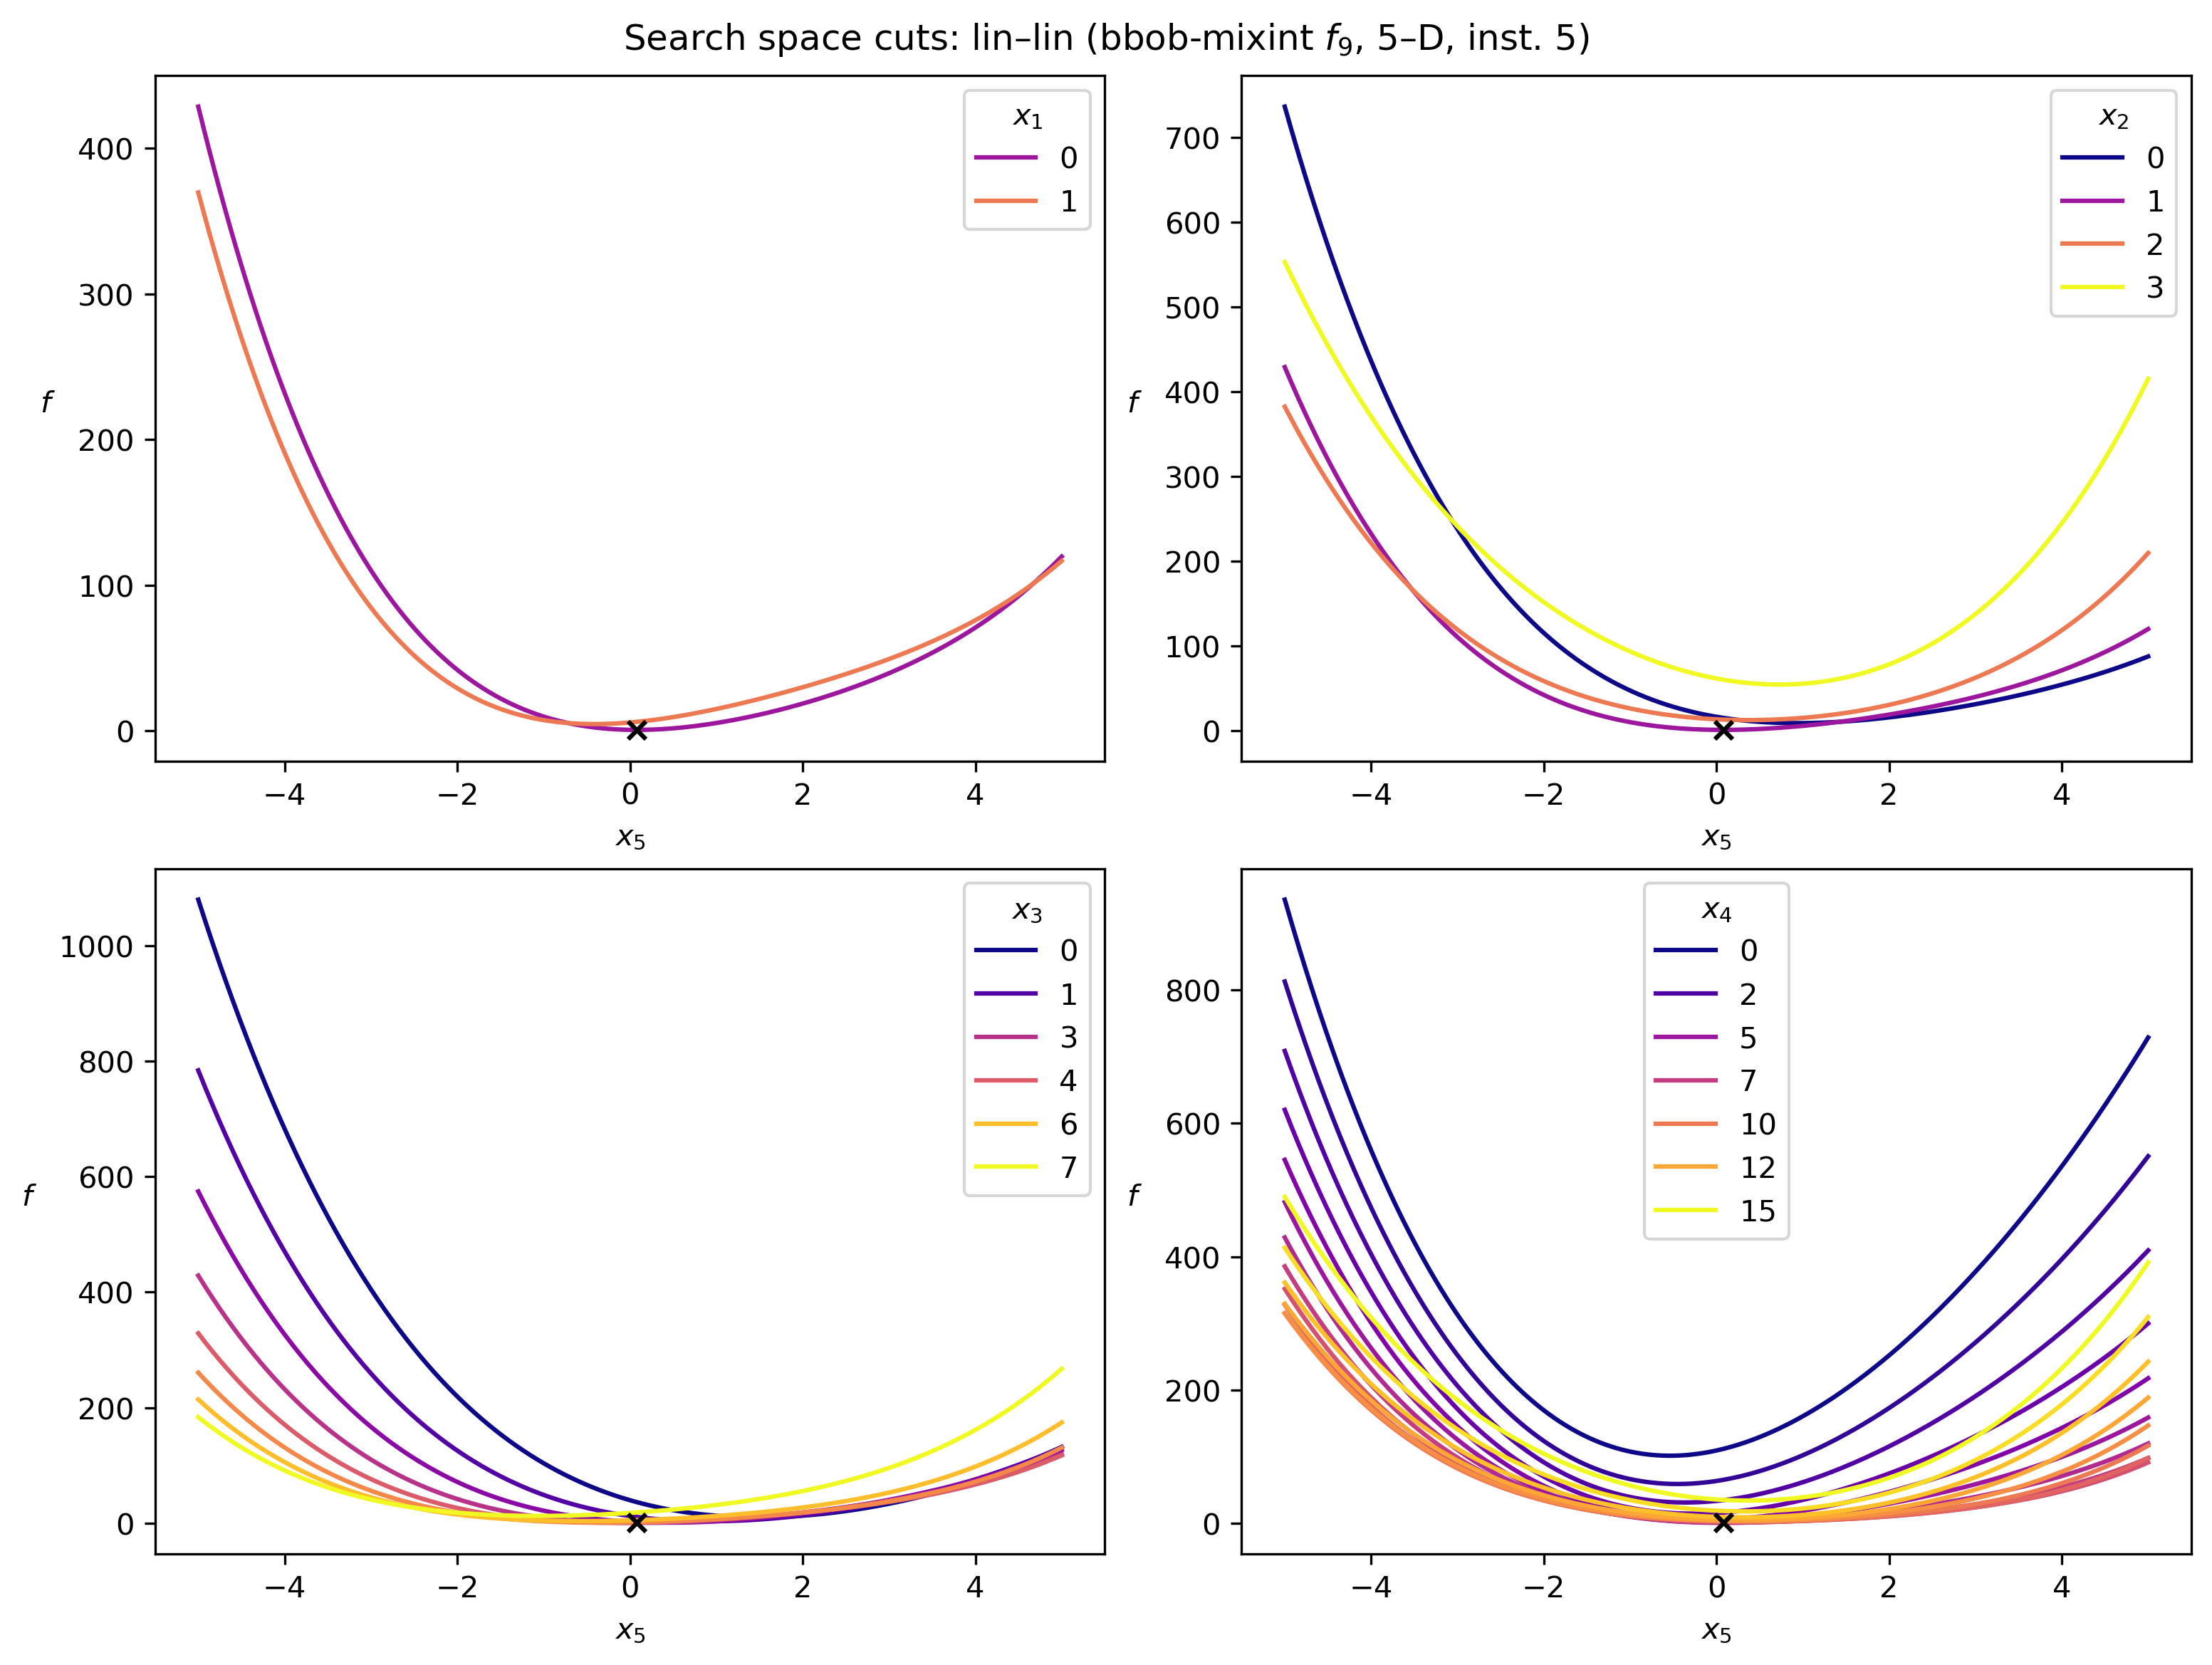 Search space cuts: lin–lin (bbob-mixint f₉, 5–D, inst. 5)
400
300
200
100
0
f
−4 −2 0 2 4
x₅
x₁
0
1
700
600
500
400
300
200
100
0
f
−4 −2 0 2 4
x₅
x₂
0
1
2
3
1000
800
600
400
200
0
f
−4 −2 0 2 4
x₅
x₃
0
1
3
4
6
7
800
600
400
200
0
f
−4 −2 0 2 4
x₅
x₄
0
2
5
7
10
12
15